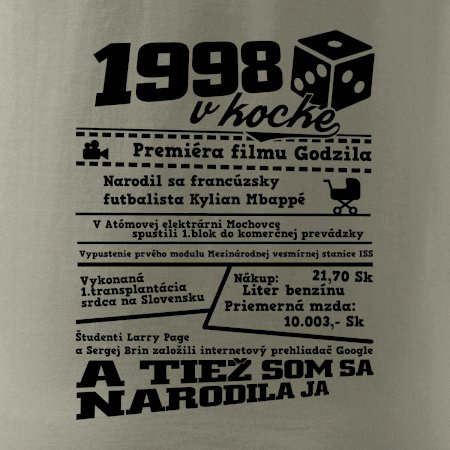 1998
v kocke
Premiéra filmu Godzila
Narodil sa francúzsky
futbalista Kylian Mbappé
V Atómovej elektrárni Mochovce
spustili 1.blok do komerčnej prevádzky
Vypustenie prvého modulu Mezinárodnej vesmírnej stanice ISS
Vykonaná
1.transplantácia
srdca na Slovensku
Nákup: 21,70 Sk
Liter benzínu
Priemerná mzda:
10.003,- Sk
Študenti Larry Page
a Sergej Brin založili internetový prehliadač Google
A TIEŽ SOM SA
NARODILA JA